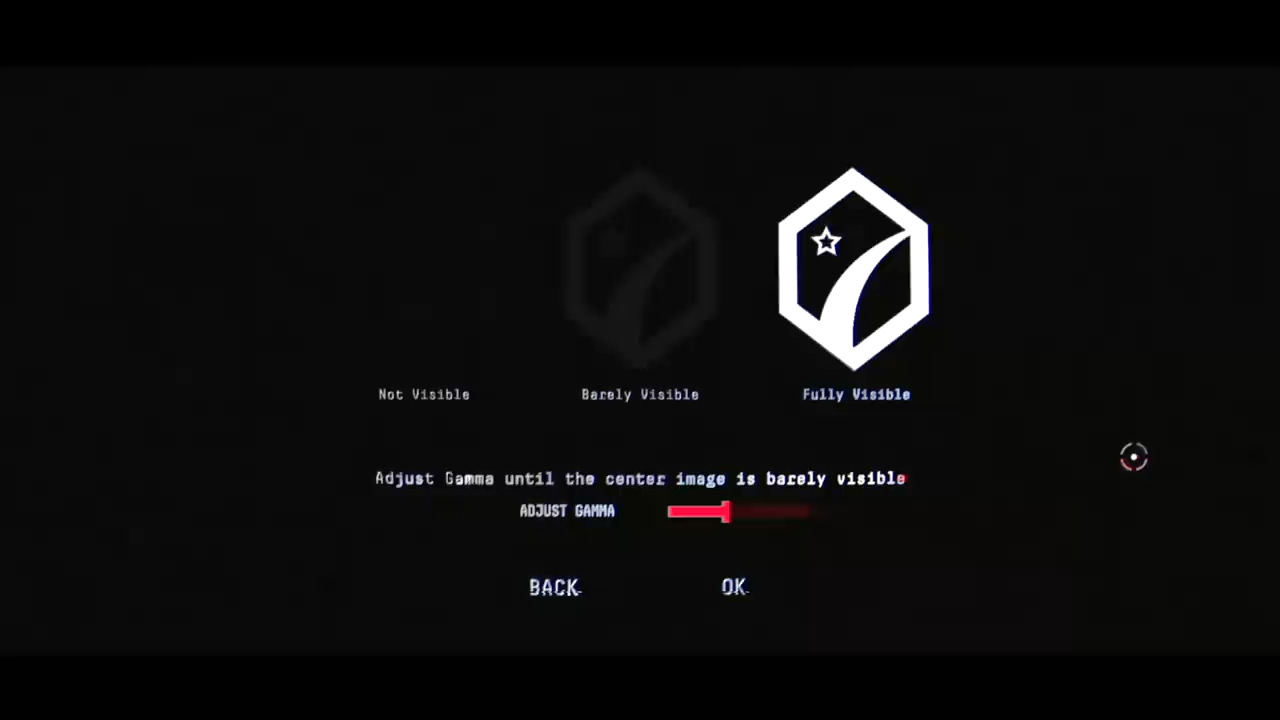 Not Visible
Barely Visible
Fully Visible
Adjust Gamma until the center image is barely visible
ADJUST GAMMA
BACK
OK